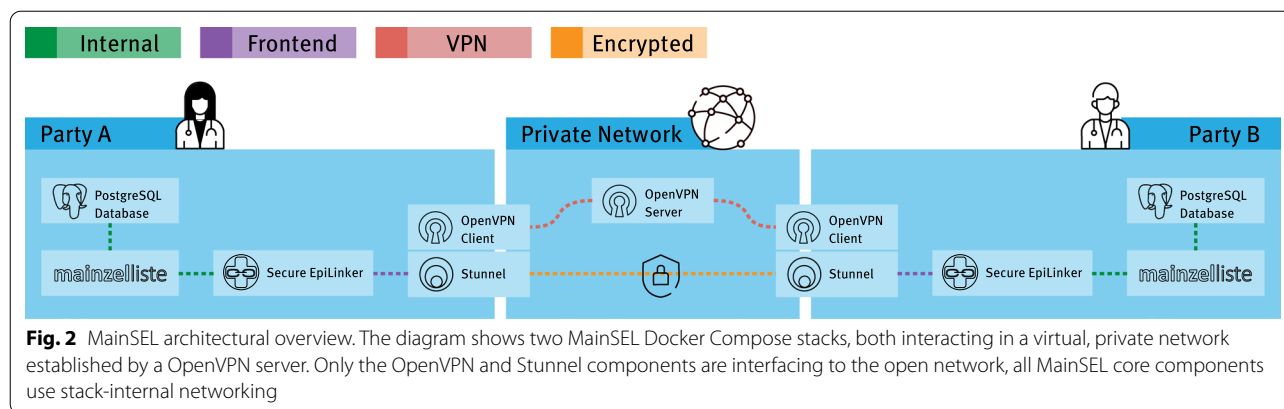 Internal
Frontend
VPN
Encrypted
Party A
Private Network
Party B
PostgreSQL
Database
OpenVPN
Server
PostgreSQL
Database
OpenVPN
Client
OpenVPN
Client
mainzelliste
Secure EpiLinker
Stunnel
Stunnel
Secure EpiLinker
mainzelliste
Fig. 2 MainSEL architectural overview. The diagram shows two MainSEL Docker Compose stacks, both interacting in a virtual, private network
established by a OpenVPN server. Only the OpenVPN and Stunnel components are interfacing to the open network, all MainSEL core components
use stack-internal networking